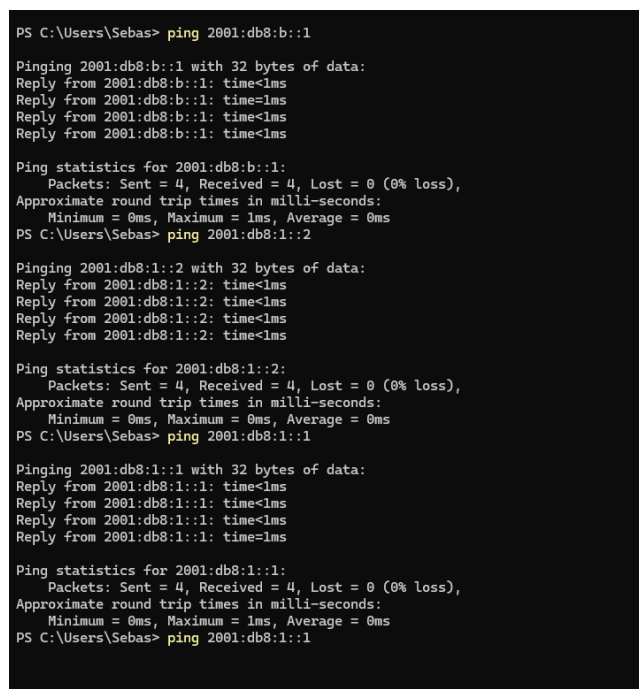 PS C:\Users\Sebas> ping 2001:db8:b::1
Pinging 2001:db8:b::1 with 32 bytes of data:
Reply from 2001:db8:b::1: time<1ms
Reply from 2001:db8:b::1: time=1ms
Reply from 2001:db8:b::1: time<1ms
Reply from 2001:db8:b::1: time<1ms
Ping statistics for 2001:db8:b::1:
    Packets: Sent = 4, Received = 4, Lost = 0 (0% loss),
Approximate round trip times in milli-seconds:
    Minimum = 0ms, Maximum = 1ms, Average = 0ms
PS C:\Users\Sebas> ping 2001:db8:1::2
Pinging 2001:db8:1::2 with 32 bytes of data:
Reply from 2001:db8:1::2: time<1ms
Reply from 2001:db8:1::2: time<1ms
Reply from 2001:db8:1::2: time<1ms
Reply from 2001:db8:1::2: time<1ms
Ping statistics for 2001:db8:1::2:
    Packets: Sent = 4, Received = 4, Lost = 0 (0% loss),
Approximate round trip times in milli-seconds:
    Minimum = 0ms, Maximum = 0ms, Average = 0ms
PS C:\Users\Sebas> ping 2001:db8:1::1
Pinging 2001:db8:1::1 with 32 bytes of data:
Reply from 2001:db8:1::1: time<1ms
Reply from 2001:db8:1::1: time<1ms
Reply from 2001:db8:1::1: time<1ms
Reply from 2001:db8:1::1: time=1ms
Ping statistics for 2001:db8:1::1:
    Packets: Sent = 4, Received = 4, Lost = 0 (0% loss),
Approximate round trip times in milli-seconds:
    Minimum = 0ms, Maximum = 1ms, Average = 0ms
PS C:\Users\Sebas> ping 2001:db8:1::1